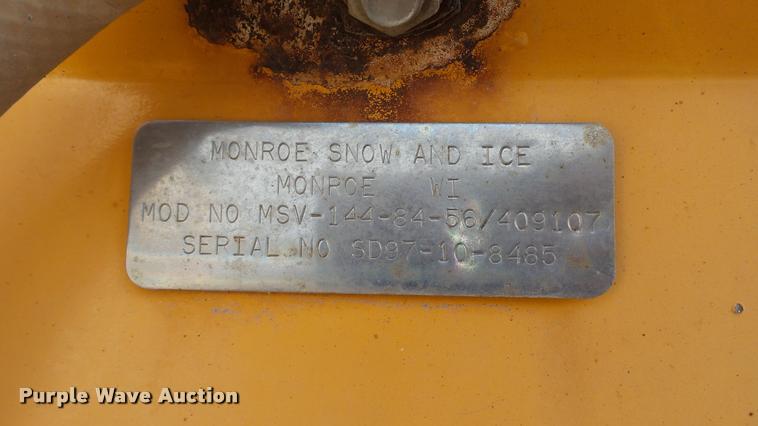 MONROE SNOW AND ICE
MONROE WI
MOD NO MSV-144-84-56/409107
SERIAL NO SD97-10-8485
Purple Wave Auction